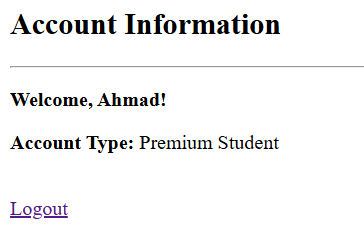 Account Information
Welcome, Ahmad!
Account Type: Premium Student
Logout